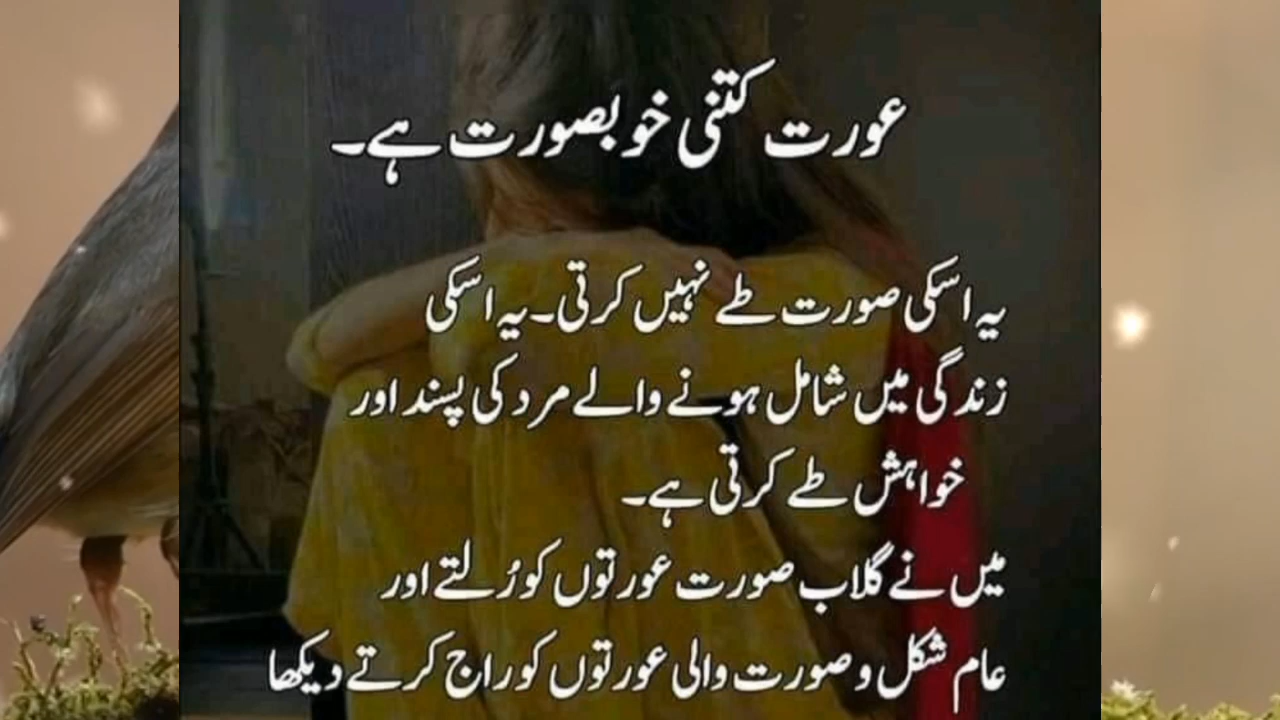 عورت کتنی خوبصورت ہے۔
یہ اسکی صورت طے نہیں کرتی۔یہ اسکی
زندگی میں شامل ہونے والے مرد کی پسند اور
خواہش طے کرتی ہے۔
میں نے گلاب صورت عورتوں کو رُلتے اور
عام شکل و صورت والی عورتوں کو راج کرتے دیکھا